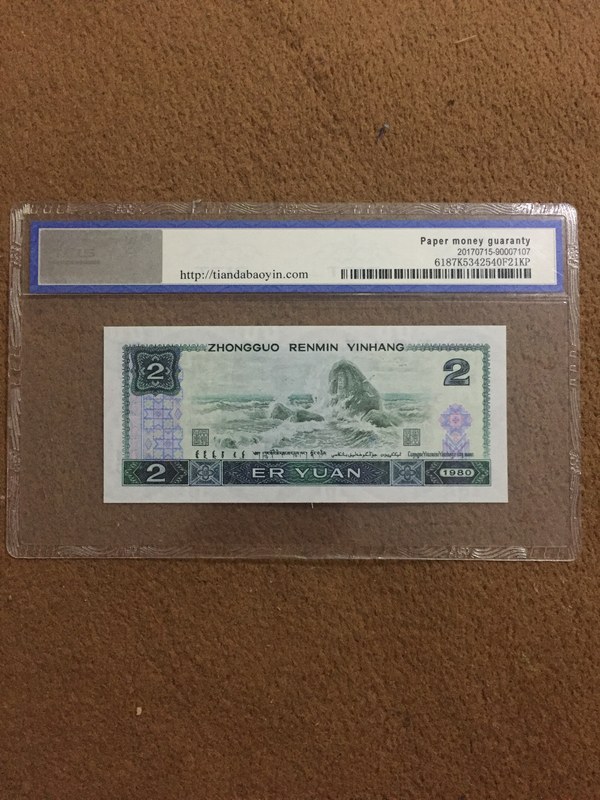 Paper money guaranty
20170715-90007107
http://tiandabaoyin.com
6187K5342540F21KP
ZHONGGUO RENMIN YINHANG
2
2
2
ER YUAN
1980